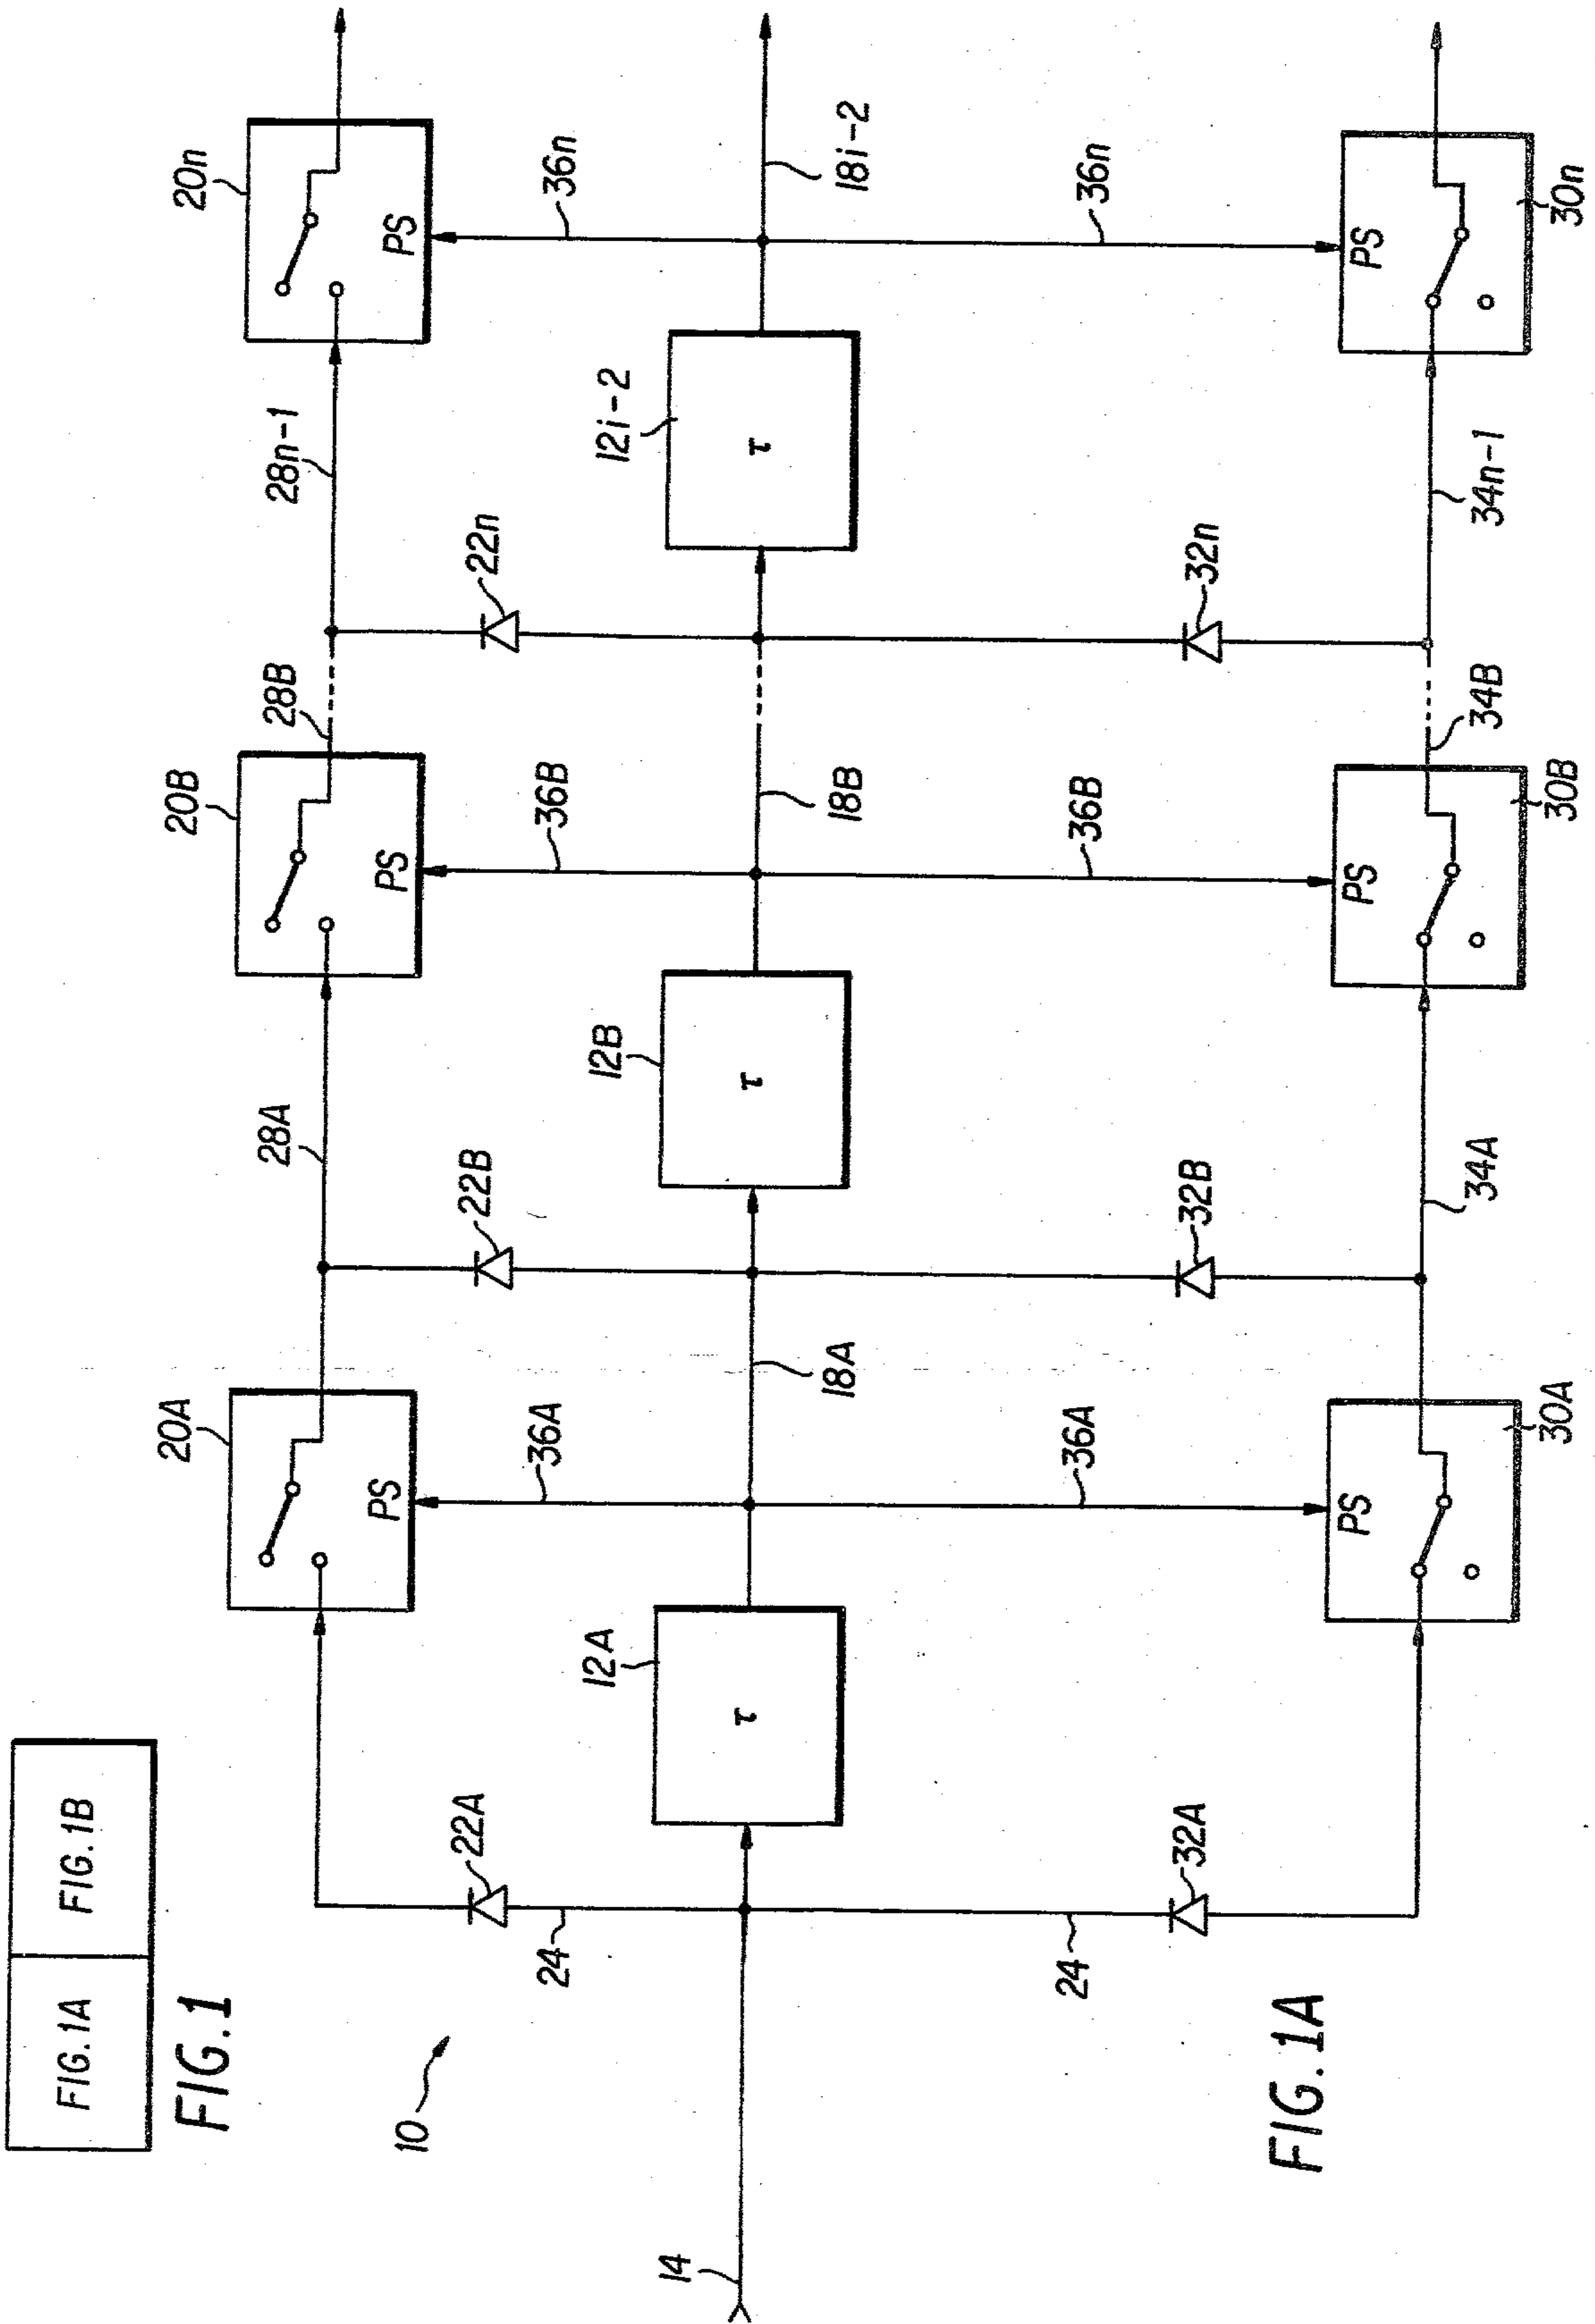 FIG.1A FIG.1B
FIG.1
10
14
20A
20B
20n
PS
PS
PS
28A
28B
28n-1
22A
22B
22n
24
36A
36B
36n
12A
12B
12i-2
τ
τ
τ
18A
18B
18i-2
24
36A
36B
36n
32A
32B
32n
PS
PS
PS
34A
34B
34n-1
30A
30B
30n
FIG.1A